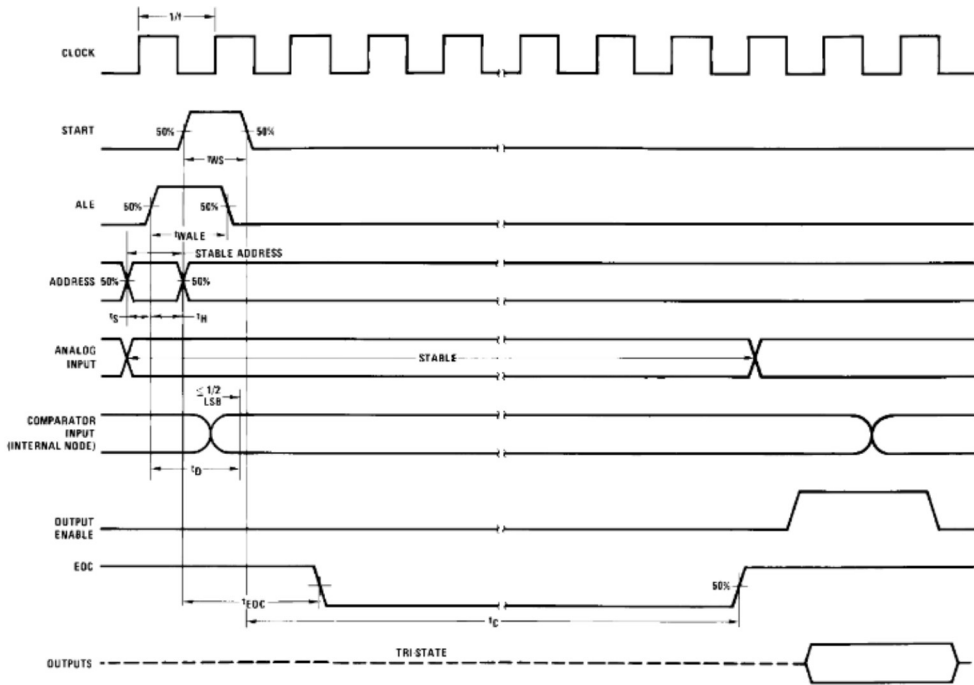 1/f
CLOCK
START
50%
50%
tWS
ALE
50%
50%
tWALE
STABLE ADDRESS
ADDRESS
50%
50%
tS
tH
ANALOG
INPUT
STABLE
≤ 1/2
LSB
COMPARATOR
INPUT
(INTERNAL NODE)
tD
OUTPUT
ENABLE
EOC
50%
tEOC
tC
TRI-STATE
OUTPUTS